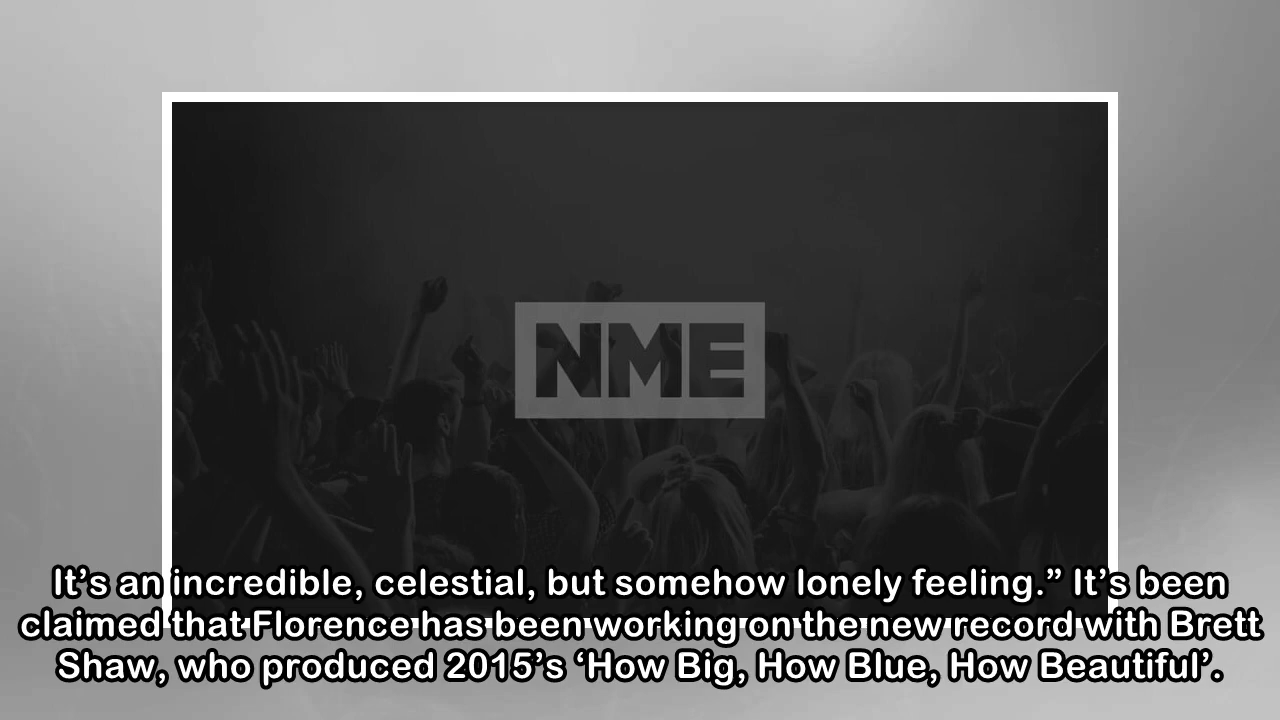 NME
It’s an incredible, celestial, but somehow lonely feeling.” It’s been
claimed that Florence has been working on the new record with Brett
Shaw, who produced 2015’s ‘How Big, How Blue, How Beautiful’.